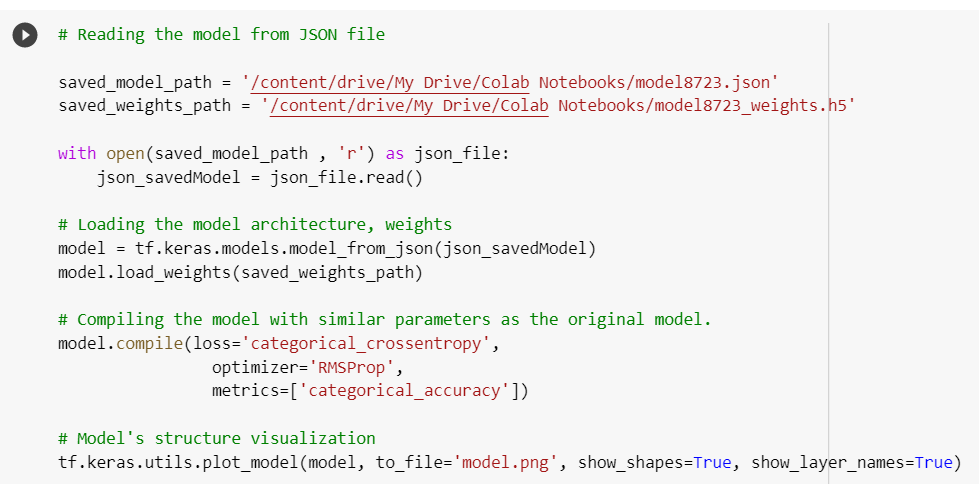 # Reading the model from JSON file
saved_model_path = '/content/drive/My Drive/Colab Notebooks/model8723.json'
saved_weights_path = '/content/drive/My Drive/Colab Notebooks/model8723_weights.h5'
with open(saved_model_path , 'r') as json_file:
    json_savedModel = json_file.read()
# Loading the model architecture, weights
model = tf.keras.models.model_from_json(json_savedModel)
model.load_weights(saved_weights_path)
# Compiling the model with similar parameters as the original model.
model.compile(loss='categorical_crossentropy',
                optimizer='RMSProp',
                metrics=['categorical_accuracy'])
# Model's structure visualization
tf.keras.utils.plot_model(model, to_file='model.png', show_shapes=True, show_layer_names=True)